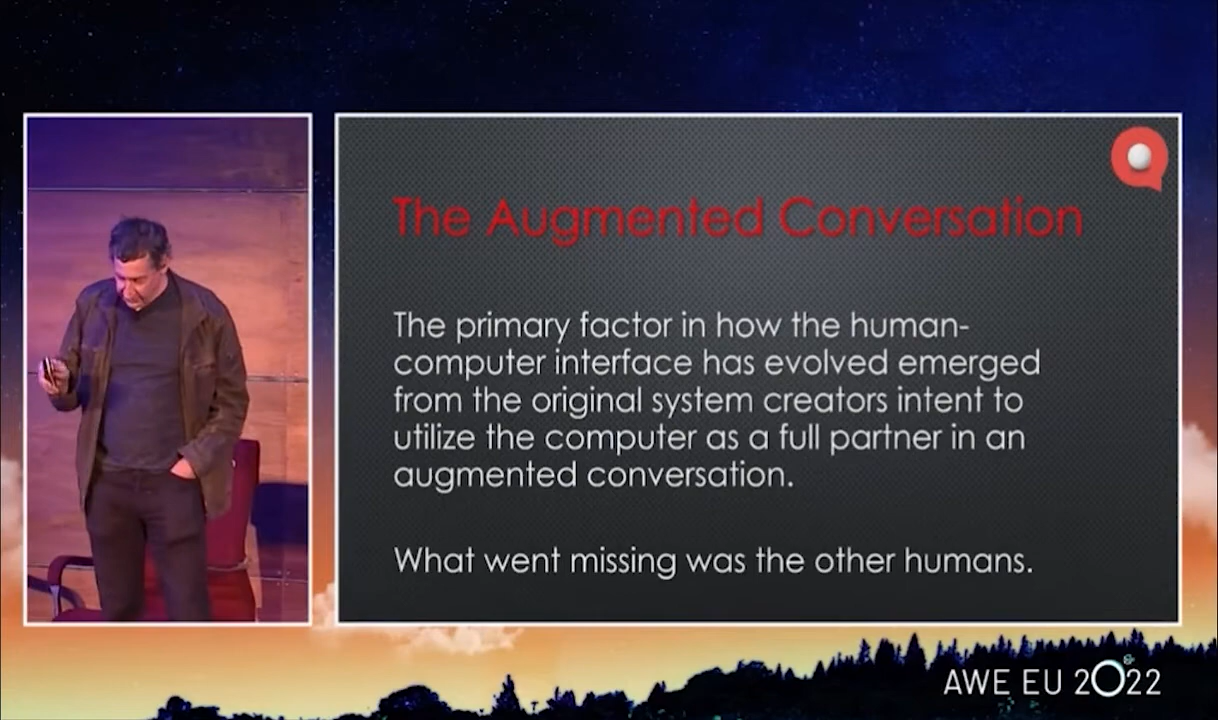 The Augmented Conversation
The primary factor in how the human-
computer interface has evolved emerged
from the original system creators intent to
utilize the computer as a full partner in an
augmented conversation.
What went missing was the other humans.
AWE EU 2022